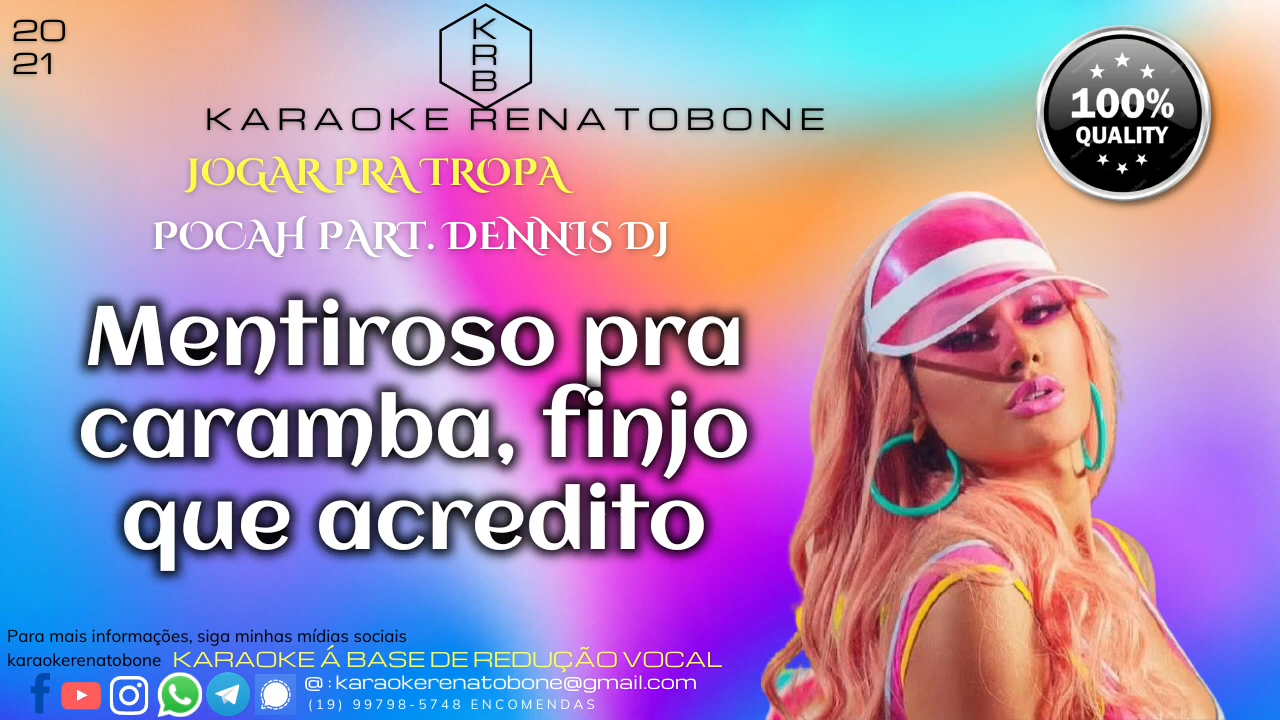 20
21
K
R
B
KARAOKE RENATOBONE
100%
QUALITY
JOGAR PRA TROPA
POCAH PART. DENNIS DJ
Mentiroso pra
caramba, finjo
que acredito
Para mais informações, siga minhas mídias sociais
karaokerenatobone KARAOKE Á BASE DE REDUÇÃO VOCAL
@ : karaokerenatobone@gmail.com
(19) 99798-5748 ENCOMENDAS